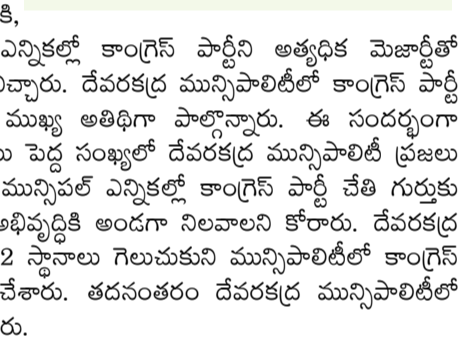 కి,
ఎన్నికల్లో కాంగ్రెస్ పార్టీని అత్యధిక మెజార్టీతో
చ్చారు. దేవరకద్ర మున్సిపాలిటీలో కాంగ్రెస్ పార్టీ
ముఖ్య అతిథిగా పాల్గొన్నారు. ఈ సందర్భంగా
పెద్ద సంఖ్యలో దేవరకద్ర మున్సిపాలిటీ ప్రజలు
మున్సిపల్ ఎన్నికల్లో కాంగ్రెస్ పార్టీ చేతి గుర్తుకు
అభివృద్ధికి అండగా నిలవాలని కోరారు. దేవరకద్ర
2 స్థానాలు గెలుచుకుని మున్సిపాలిటీలో కాంగ్రెస్
చేశారు. తదనంతరం దేవరకద్ర మున్సిపాలిటీలో
రు.